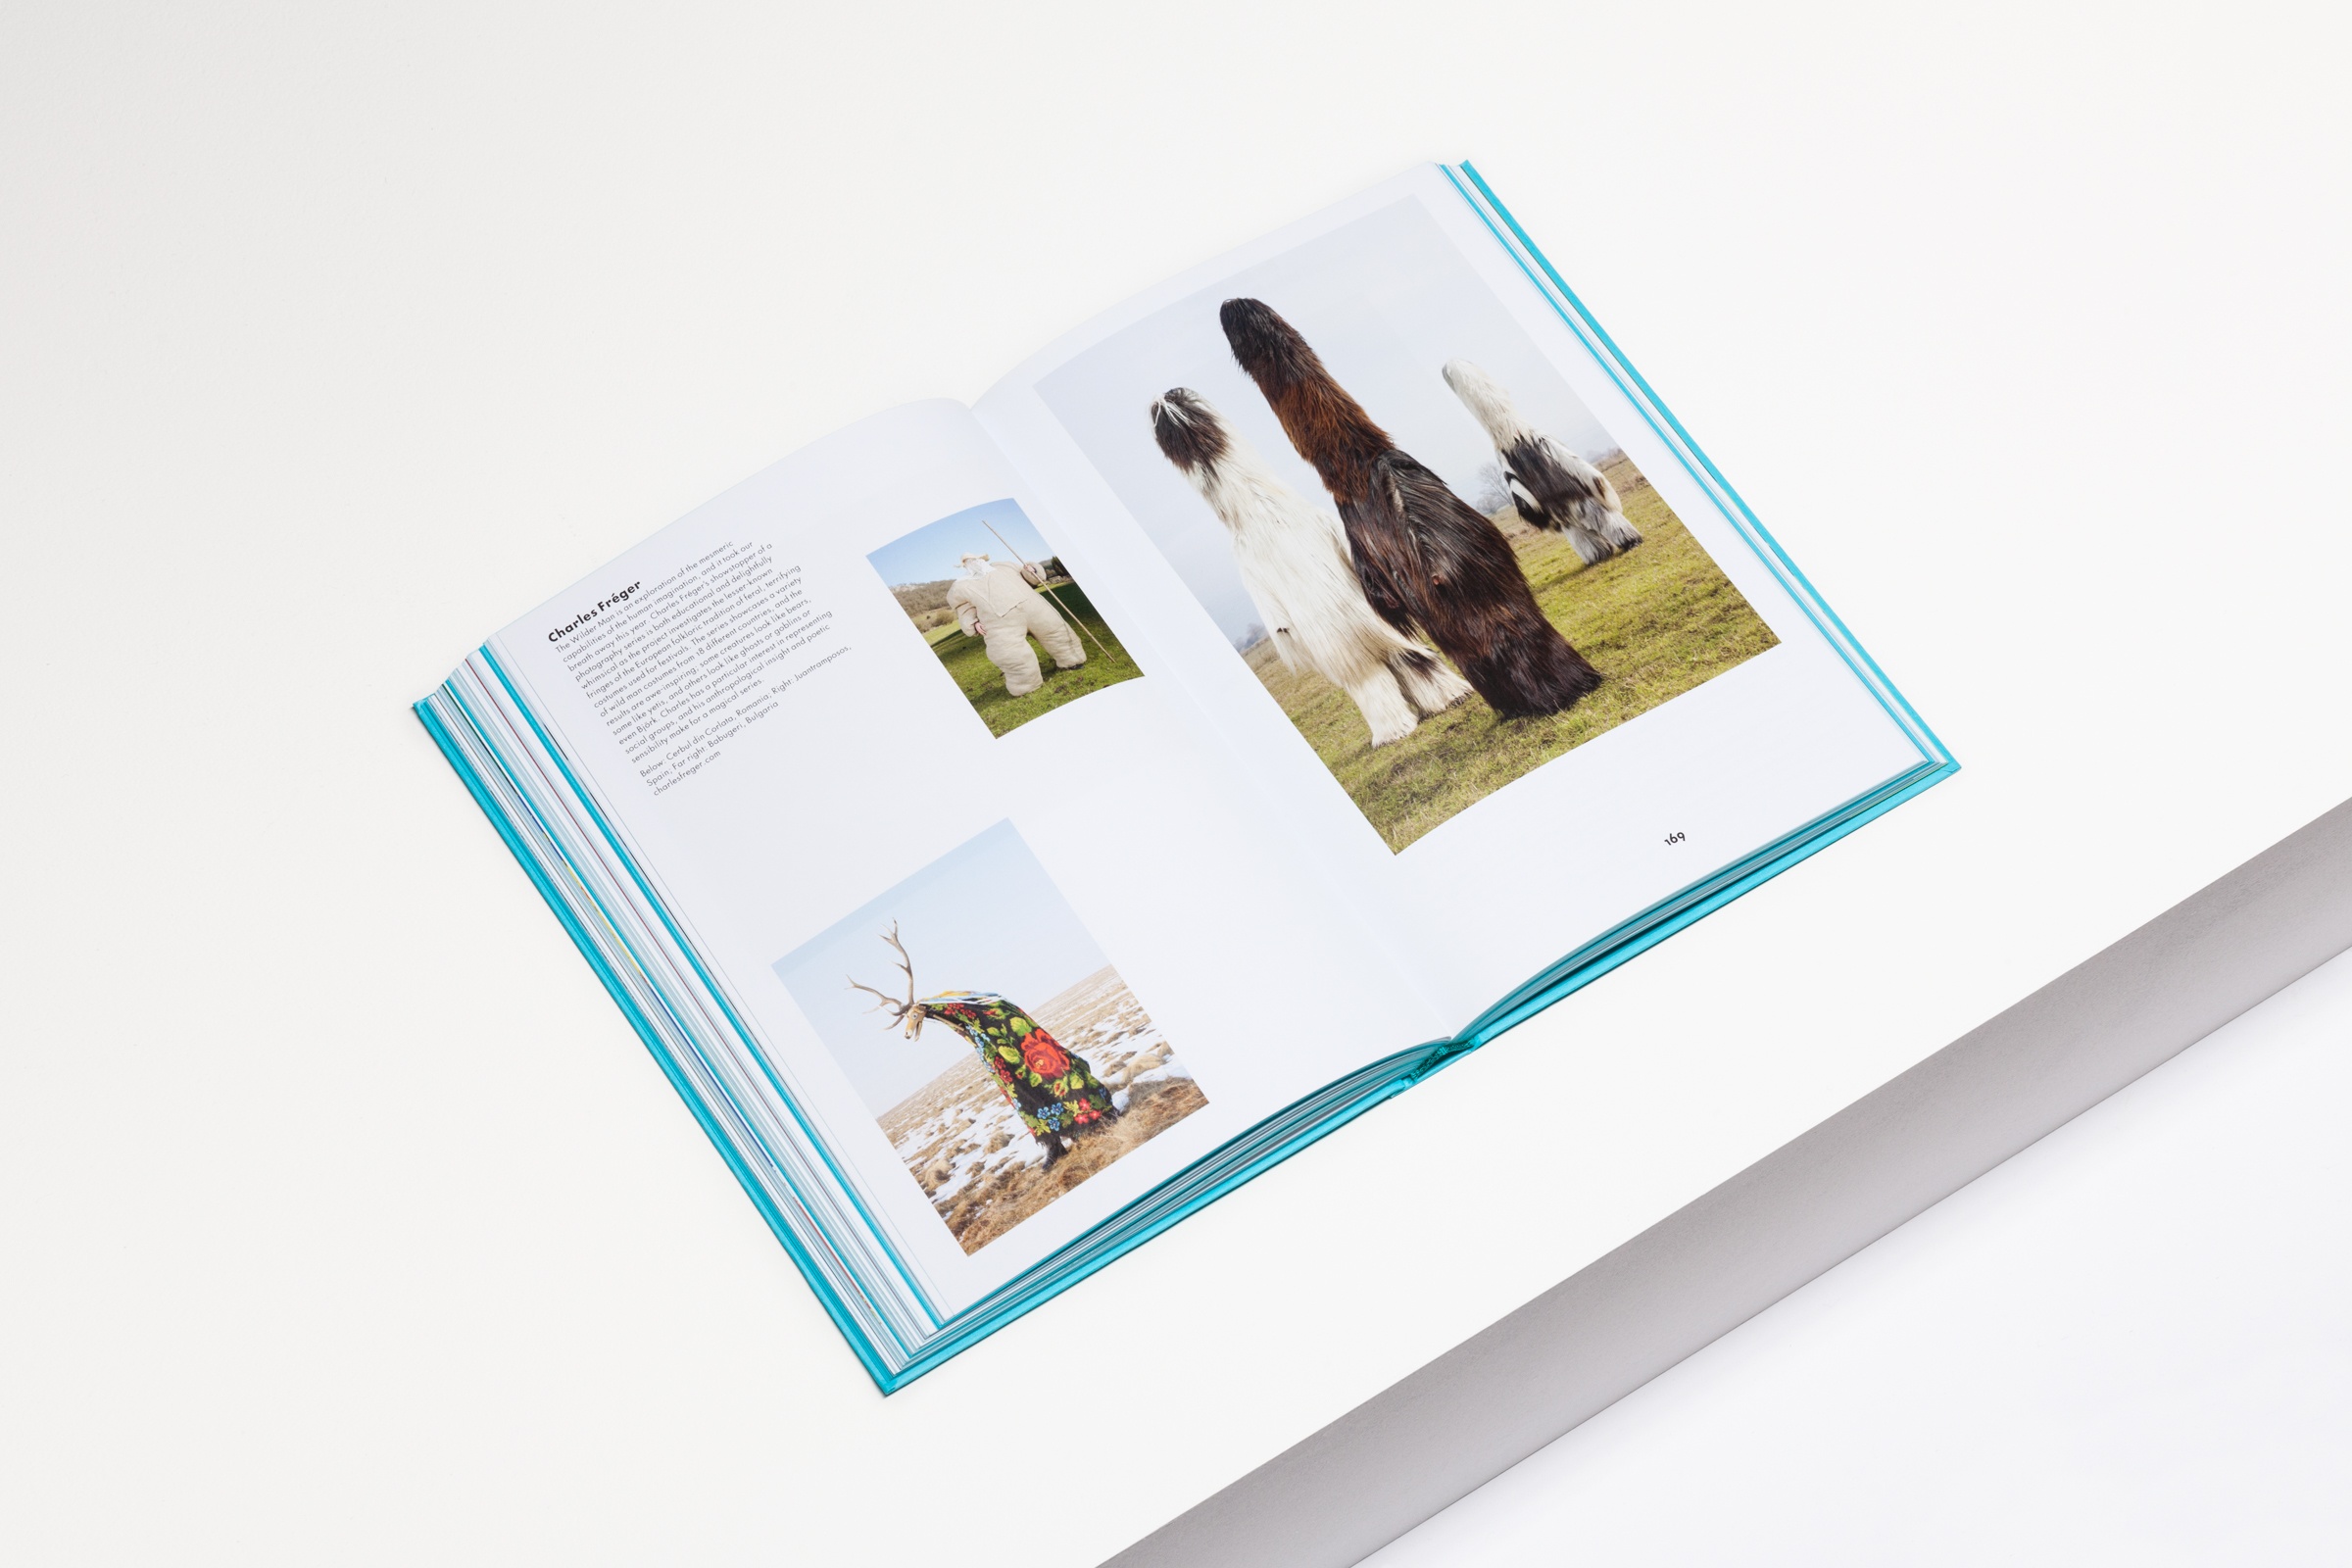 Charles Fréger
The Wilder Man is an exploration of the mesmeric
capabilities of the human imagination, and it took our
breath away this year. Charles Fréger's showstopper of a
photography series is both educational and delightfully
whimsical as the project investigates the lesser-known
fringes of the European folkloric tradition of feral, terrifying
costumes used for festivals. The series showcases a variety
of wild man costumes from 18 different countries, and the
results are awe-inspiring; some creatures look like bears,
some like yetis, and others look like ghosts or goblins or
even Björk. Charles has a particular interest in representing
social groups, and his anthropological insight and poetic
sensibility make for a magical series.
Below: Cerbul din Corlata, Romania; Right: Juantramposos,
Spain; Far right: Babugeri, Bulgaria
charlesfreger.com
169